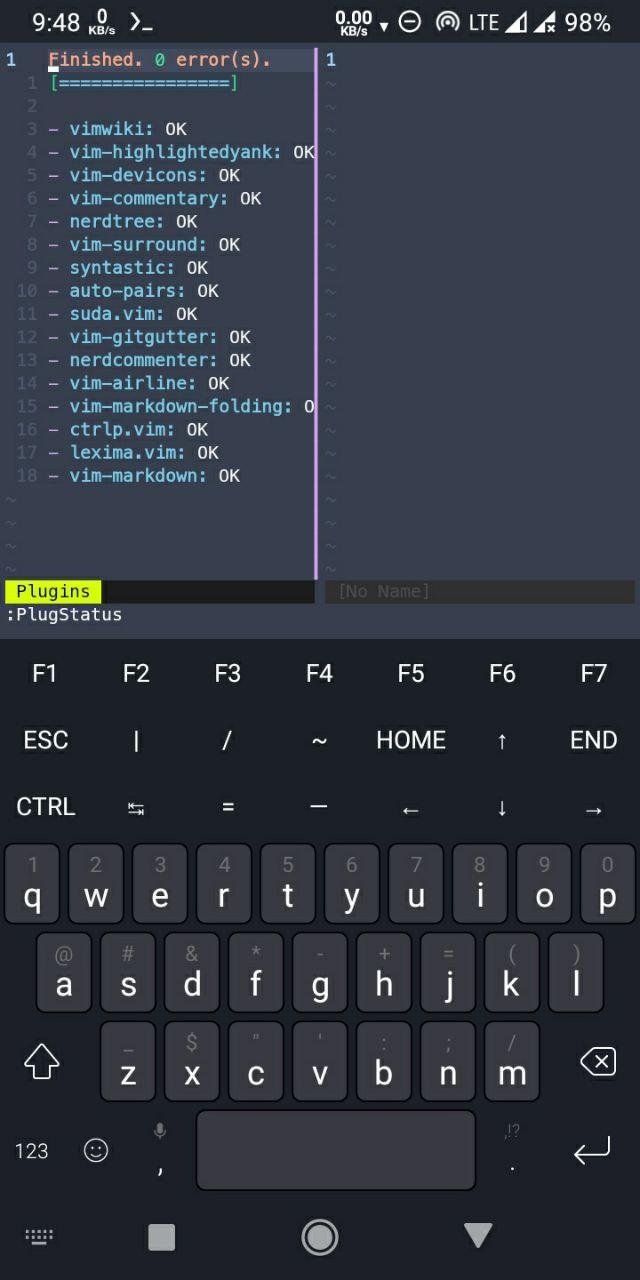 9:48 0 KB/s 0.00 KB/s LTE 98%
1 Finished. 0 error(s). 1
1 [================]
2
3 - vimwiki: OK
4 - vim-highlightedyank: OK
5 - vim-devicons: OK
6 - vim-commentary: OK
7 - nerdtree: OK
8 - vim-surround: OK
9 - syntastic: OK
10 - auto-pairs: OK
11 - suda.vim: OK
12 - vim-gitgutter: OK
13 - nerdcommenter: OK
14 - vim-airline: OK
15 - vim-markdown-folding: O
16 - ctrlp.vim: OK
17 - lexima.vim: OK
18 - vim-markdown: OK
~
~
~
~
Plugins [No Name]
:PlugStatus
F1 F2 F3 F4 F5 F6 F7
ESC | / ~ HOME ↑ END
CTRL ↹ = — ← ↓ →
1 2 3 4 5 6 7 8 9 0
q w e r t y u i o p
@ # & * - + = ( )
a s d f g h j k l
_ $ " ' : ; /
z x c v b n m
,!?
123 , .